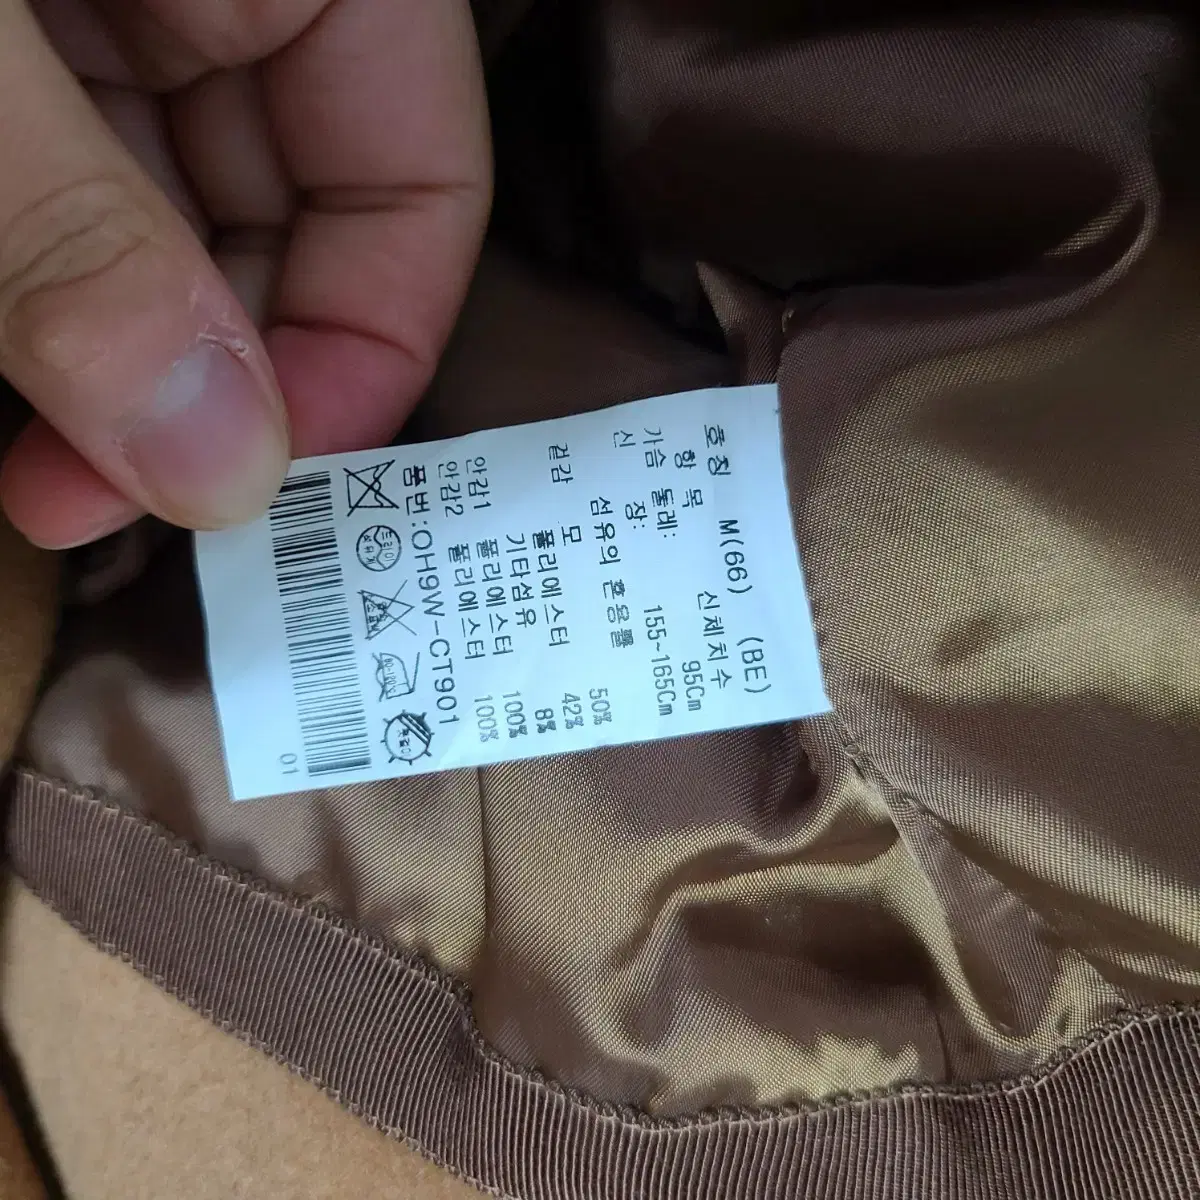 호칭 M(66) (BE)
항 목 신체치수
가슴 둘레: 95Cm
신 장: 155~165Cm
섬유의 혼용률
겉감 모 50%
폴리에스터 42%
기타섬유 8%
안감1 폴리에스터 100%
안감2 폴리에스터 100%
품번:OH9W-CT901
드라이
01